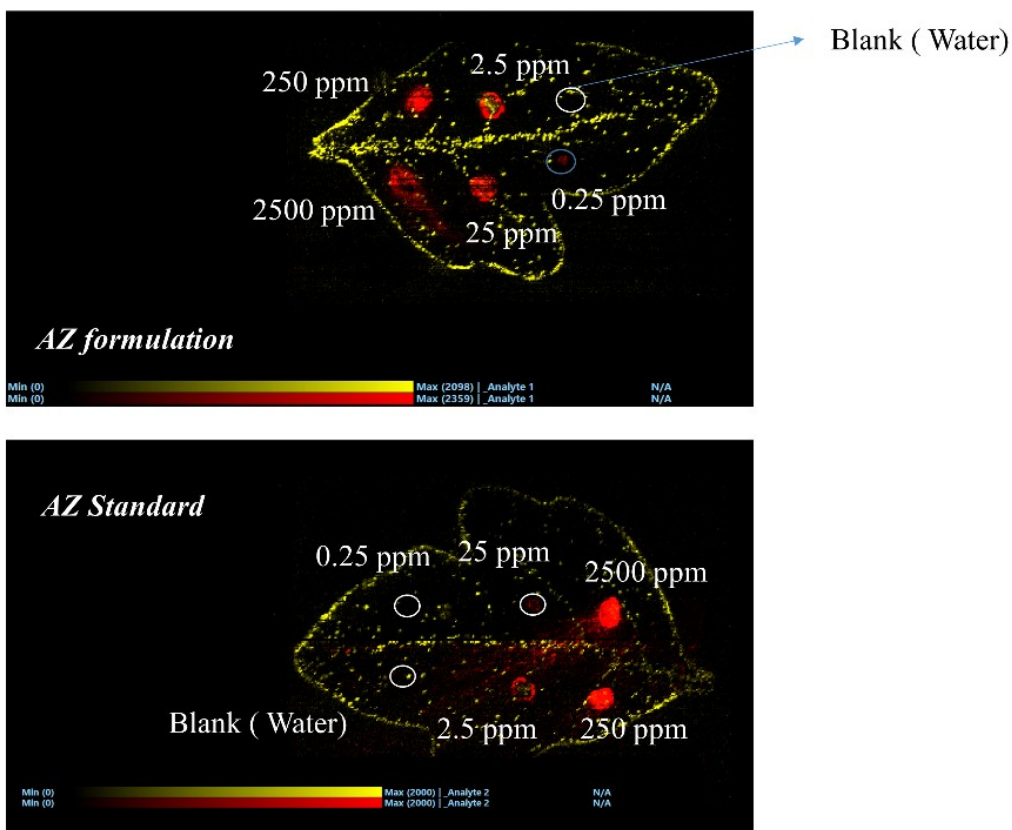 Blank ( Water)
2.5 ppm
250 ppm
0.25 ppm
2500 ppm
25 ppm
AZ formulation
Min (0) Max (2098) | _Analyte 1 N/A
Min (0) Max (2359) | _Analyte 1 N/A
AZ Standard
0.25 ppm
25 ppm
2500 ppm
Blank ( Water)
2.5 ppm
250 ppm
Min (0) Max (2000) | _Analyte 2 N/A
Min (0) Max (2000) | _Analyte 2 N/A